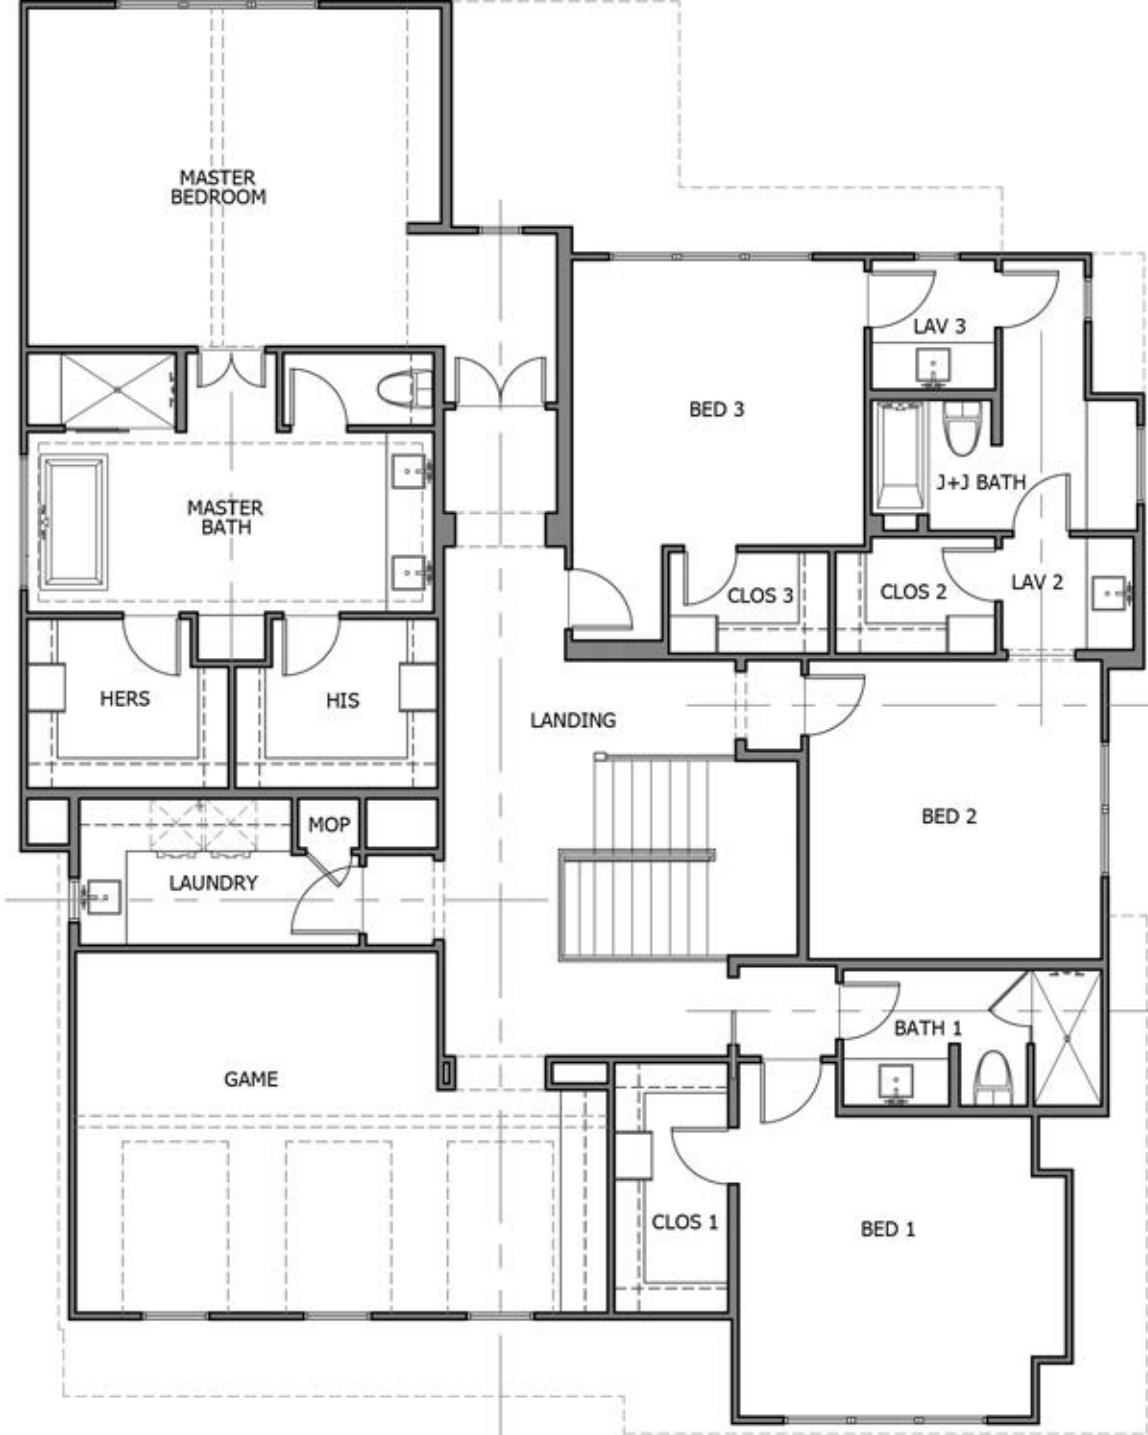 MASTER
BEDROOM
LAV 3
BED 3
J+J BATH
MASTER
BATH
CLOS 3
CLOS 2
LAV 2
HERS
HIS
LANDING
BED 2
MOP
LAUNDRY
BATH 1
GAME
CLOS 1
BED 1